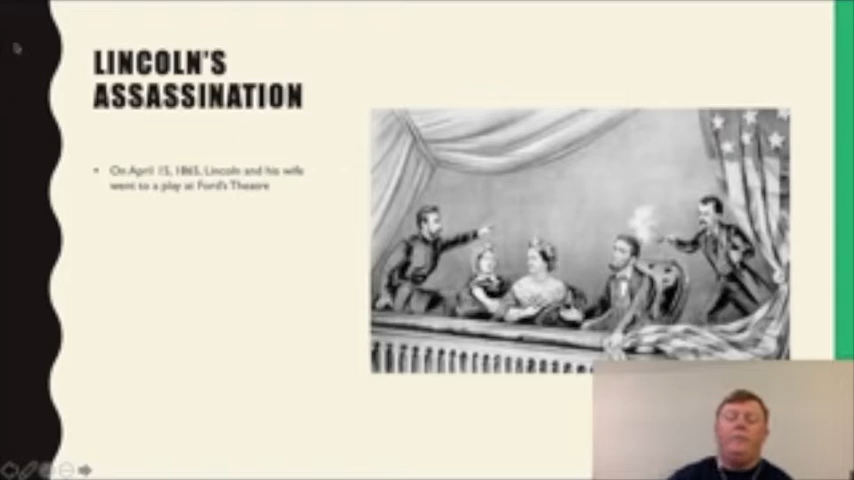 LINCOLN'S
ASSASSINATION
• On April 15, 1865, Lincoln and his wife
went to a play at Ford's Theatre